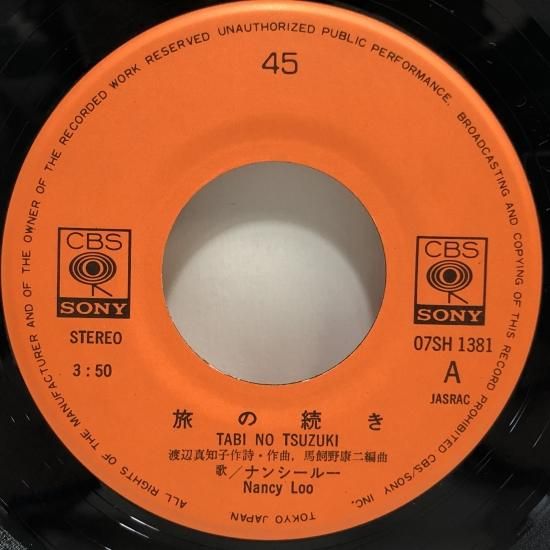 ALL RIGHTS OF THE MANUFACTURER AND OF THE OWNER OF THE RECORDED WORK RESERVED UNAUTHORIZED PUBLIC PERFORMANCE, BROADCASTING AND COPYING OF THIS RECORD PROHIBITED CBS/SONY INC.
45
CBS
SONY
CBS
SONY
STEREO
3:50
07SH 1381
A
JASRAC
旅の続き
TABI NO TSUZUKI
渡辺真知子作詩・作曲,馬飼野康二編曲
歌/ナンシールー
Nancy Loo
TOKYO JAPAN